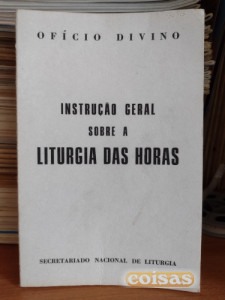 OFÍCIO DIVINO
INSTRUÇÃO GERAL
SOBRE A
LITURGIA DAS HORAS
SECRETARIADO NACIONAL DE LITURGIA
coisas